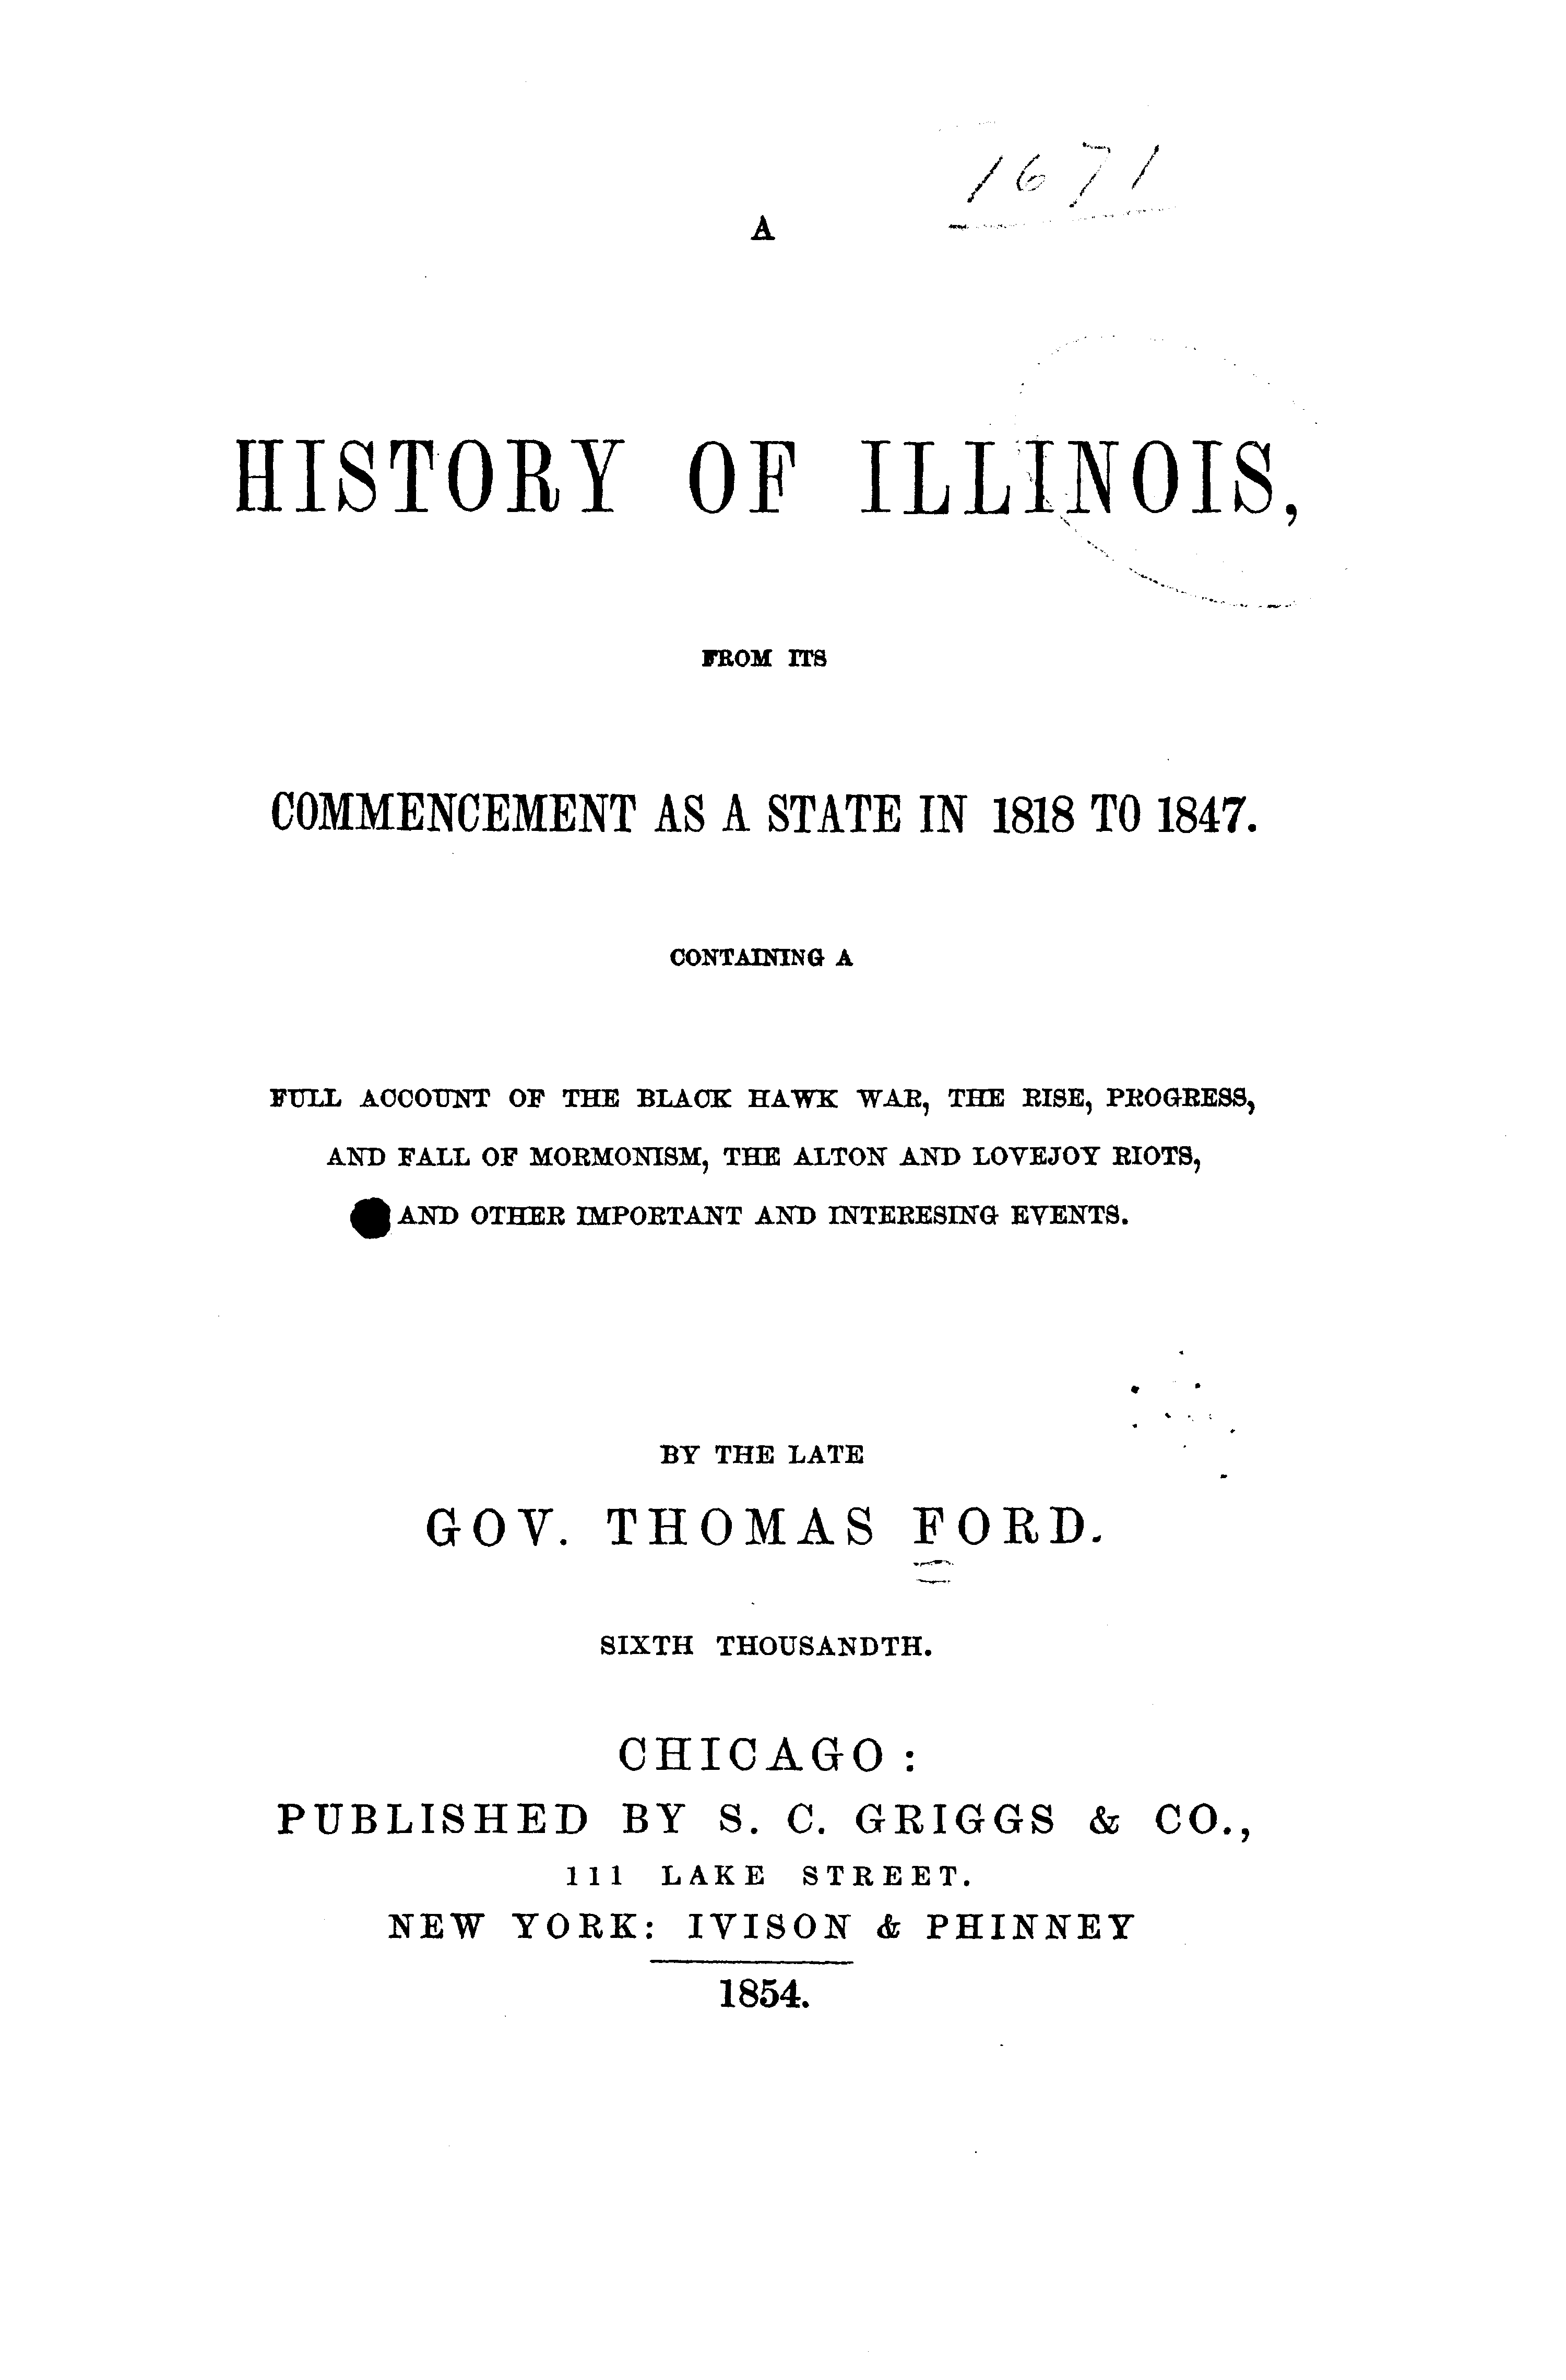 1671
A
HISTORY OF ILLINOIS,
FROM ITS
COMMENCEMENT AS A STATE IN 1818 TO 1847.
CONTAINING A
FULL ACCOUNT OF THE BLACK HAWK WAR, THE RISE, PROGRESS,
AND FALL OF MORMONISM, THE ALTON AND LOVEJOY RIOTS,
AND OTHER IMPORTANT AND INTERESING EVENTS.
BY THE LATE
GOV. THOMAS FORD.
SIXTH THOUSANDTH.
CHICAGO:
PUBLISHED BY S. C. GRIGGS & CO.,
111 LAKE STREET.
NEW YORK: IVISON & PHINNEY
1854.